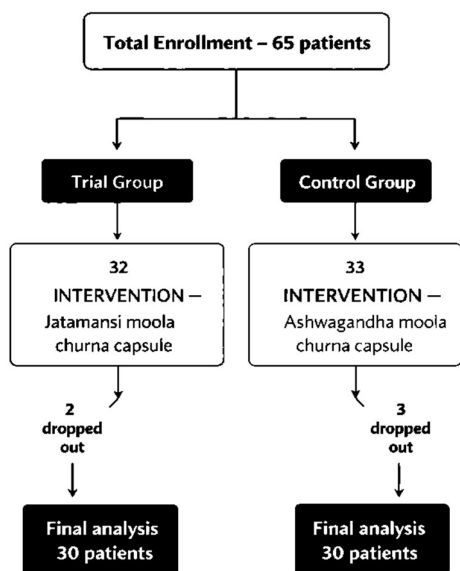 Total Enrollment – 65 patients
Trial Group
Control Group
32
INTERVENTION –
Jatamansi moola
churna capsule
33
INTERVENTION –
Ashwagandha moola
churna capsule
2
dropped
out
3
dropped
out
Final analysis
30 patients
Final analysis
30 patients